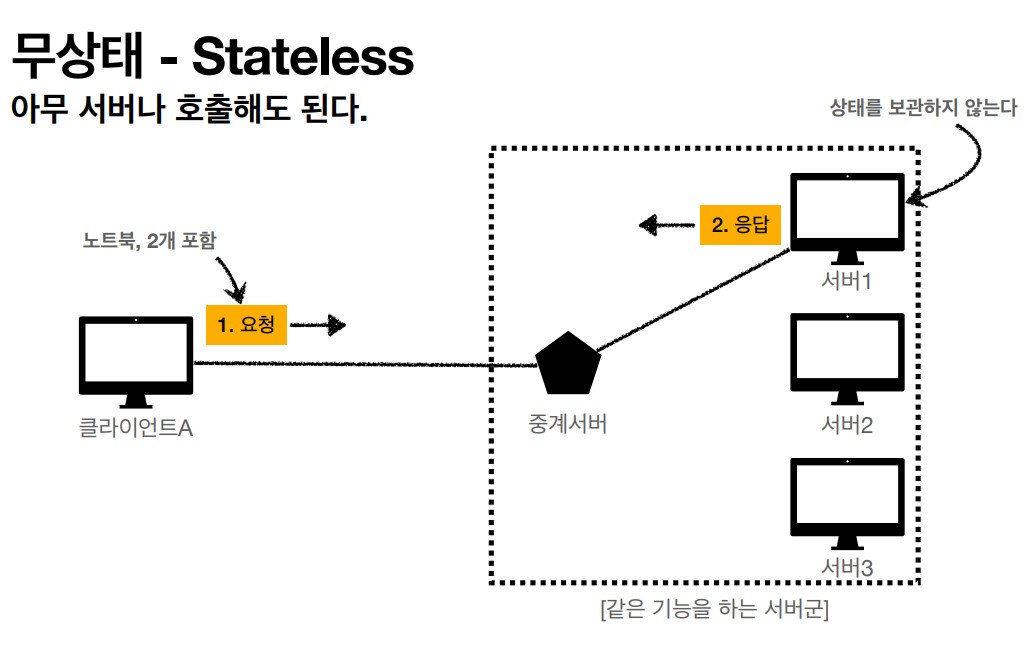 무상태 - Stateless
아무 서버나 호출해도 된다.
상태를 보관하지 않는다
노트북, 2개 포함
1. 요청
2. 응답
클라이언트A
중계서버
서버1
서버2
서버3
[같은 기능을 하는 서버군]